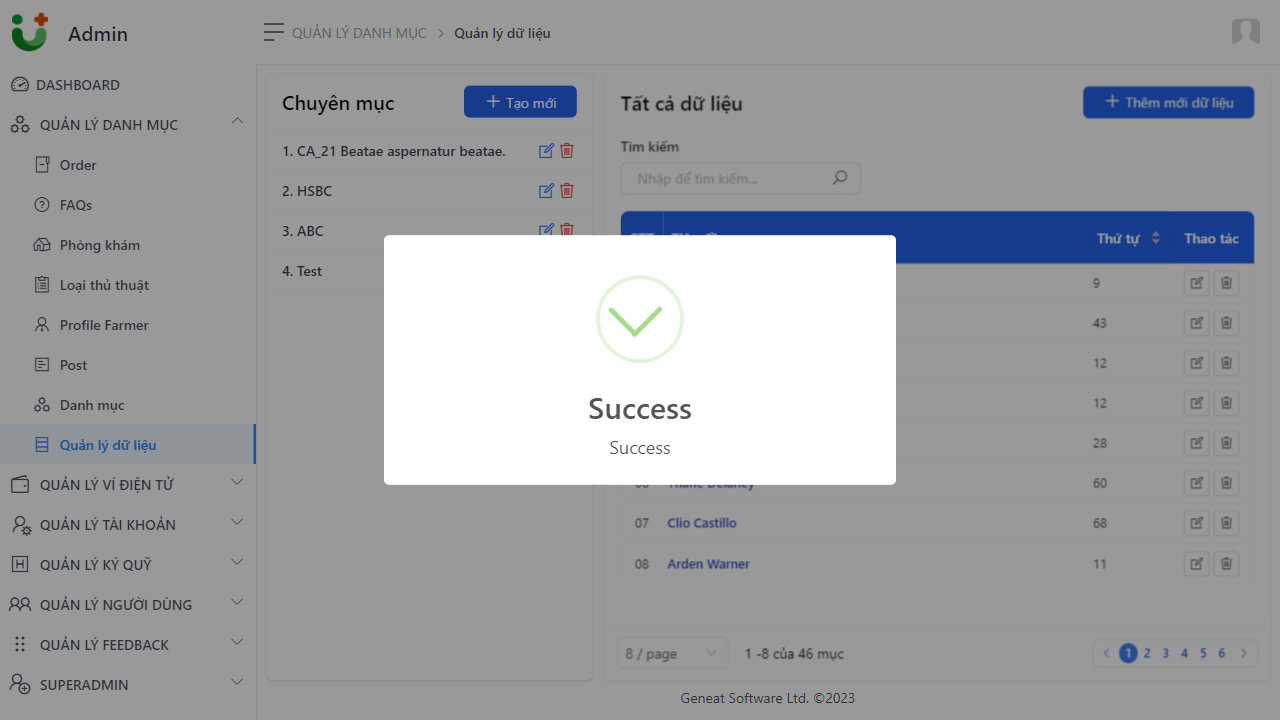 Admin
QUẢN LÝ DANH MỤC > Quản lý dữ liệu
DASHBOARD
QUẢN LÝ DANH MỤC
Order
FAQs
Phòng khám
Loại thủ thuật
Profile Farmer
Post
Danh mục
Quản lý dữ liệu
QUẢN LÝ VÍ ĐIỆN TỬ
QUẢN LÝ TÀI KHOẢN
QUẢN LÝ KÝ QUỸ
QUẢN LÝ NGƯỜI DÙNG
QUẢN LÝ FEEDBACK
SUPERADMIN
Chuyên mục
Tạo mới
1. CA_21 Beatae aspernatur beatae.
2. HSBC
3. ABC
4. Test
Tất cả dữ liệu
Thêm mới dữ liệu
Tìm kiếm
Nhập để tìm kiếm...
Thứ tự
Thao tác
9
43
12
12
28
60
07 Clio Castillo 68
08 Arden Warner 11
8 / page
1 -8 của 46 mục
1 2 3 4 5 6
Success
Success
Geneat Software Ltd. ©2023